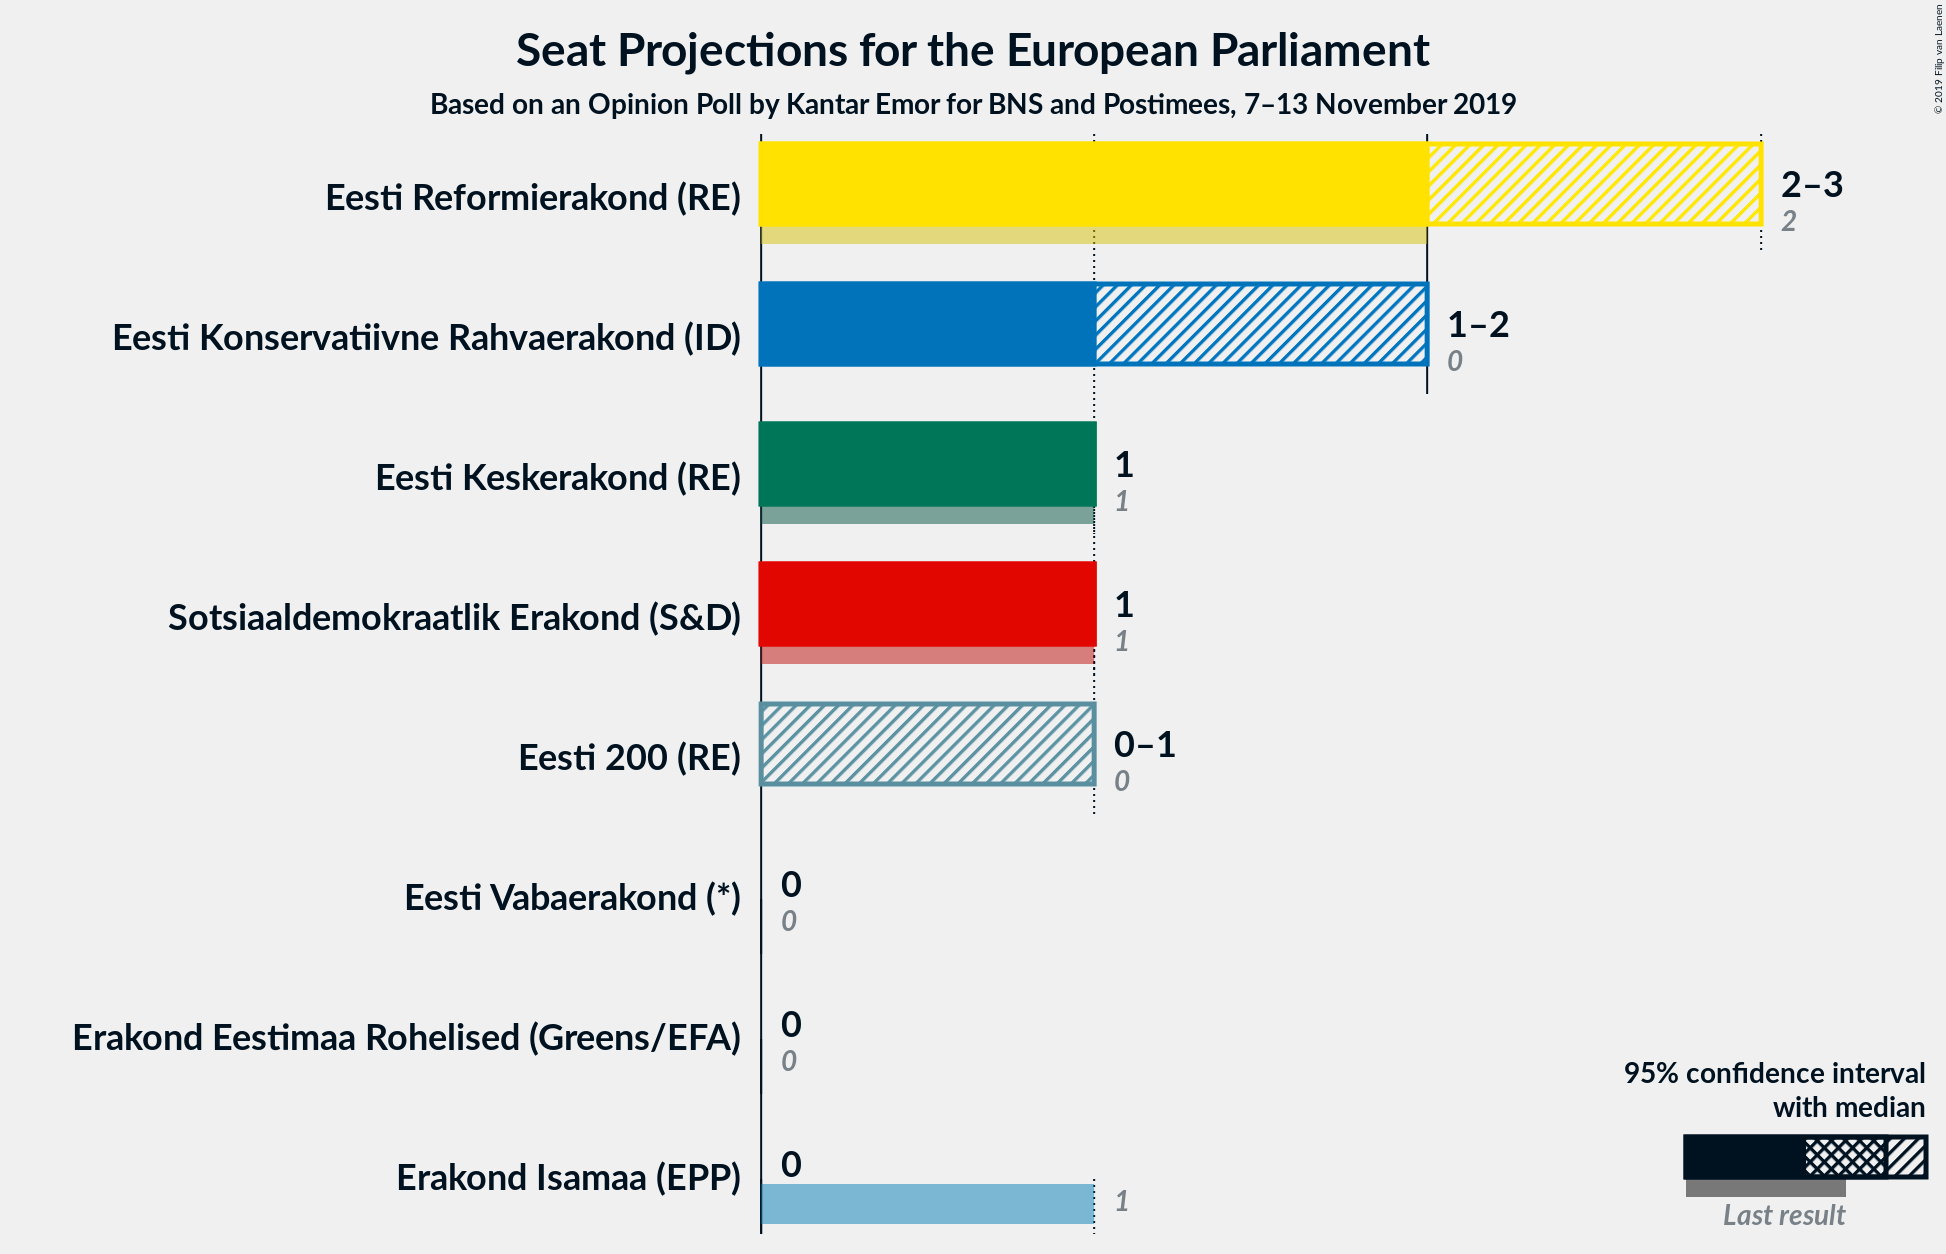 Seat Projections for the European Parliament
Based on an Opinion Poll by Kantar Emor for BNS and Postimees, 7–13 November 2019
© 2019 Filip van Laenen
Eesti Reformierakond (RE)
2–3
2
Eesti Konservatiivne Rahvaerakond (ID)
1–2
0
Eesti Keskerakond (RE)
1
1
Sotsiaaldemokraatlik Erakond (S&D)
1
1
Eesti 200 (RE)
0–1
0
Eesti Vabaerakond (*)
0
0
Erakond Eestimaa Rohelised (Greens/EFA)
0
0
Erakond Isamaa (EPP)
0
1
95% confidence interval
with median
Last result